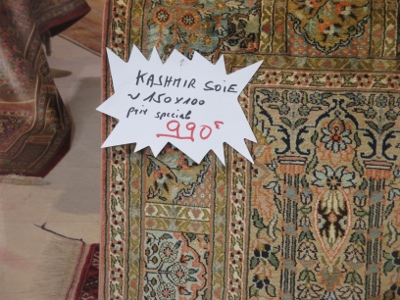 KASHMIR SOIE
~ 150x100
prix special
990€